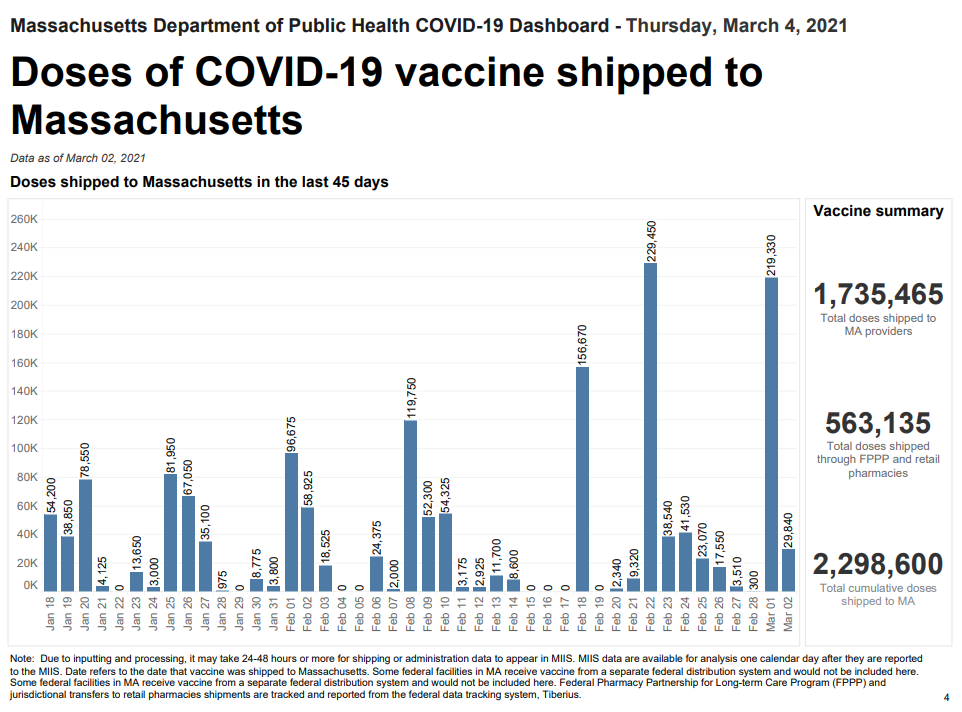 Massachusetts Department of Public Health COVID-19 Dashboard - Thursday, March 4, 2021
Doses of COVID-19 vaccine shipped to
Massachusetts
Data as of March 02, 2021
Doses shipped to Massachusetts in the last 45 days
260K
240K
220K
200K
180K
160K
140K
120K
100K
80K
60K
40K
20K
0K
54,200
38,850
78,550
4,125
0
13,650
3,000
81,950
67,050
35,100
975
0
8,775
3,800
96,675
58,925
18,525
0
0
24,375
2,000
119,750
52,300
54,325
3,175
2,925
11,700
8,600
0
0
0
156,670
0
2,340
9,320
229,450
38,540
41,530
23,070
17,550
3,510
300
219,330
29,840
Jan 18
Jan 19
Jan 20
Jan 21
Jan 22
Jan 23
Jan 24
Jan 25
Jan 26
Jan 27
Jan 28
Jan 29
Jan 30
Jan 31
Feb 01
Feb 02
Feb 03
Feb 04
Feb 05
Feb 06
Feb 07
Feb 08
Feb 09
Feb 10
Feb 11
Feb 12
Feb 13
Feb 14
Feb 15
Feb 16
Feb 17
Feb 18
Feb 19
Feb 20
Feb 21
Feb 22
Feb 23
Feb 24
Feb 25
Feb 26
Feb 27
Feb 28
Mar 01
Mar 02
Vaccine summary
1,735,465
Total doses shipped to
MA providers
563,135
Total doses shipped
through FPPP and retail
pharmacies
2,298,600
Total cumulative doses
shipped to MA
Note: Due to inputting and processing, it may take 24-48 hours or more for shipping or administration data to appear in MIIS. MIIS data are available for analysis one calendar day after they are reported
to the MIIS. Date refers to the date that vaccine was shipped to Massachusetts. Some federal facilities in MA receive vaccine from a separate federal distribution system and would not be included here.
Some federal facilities in MA receive vaccine from a separate federal distribution system and would not be included here. Federal Pharmacy Partnership for Long-term Care Program (FPPP) and
jurisdictional transfers to retail pharmacies shipments are tracked and reported from the federal data tracking system, Tiberius.
4